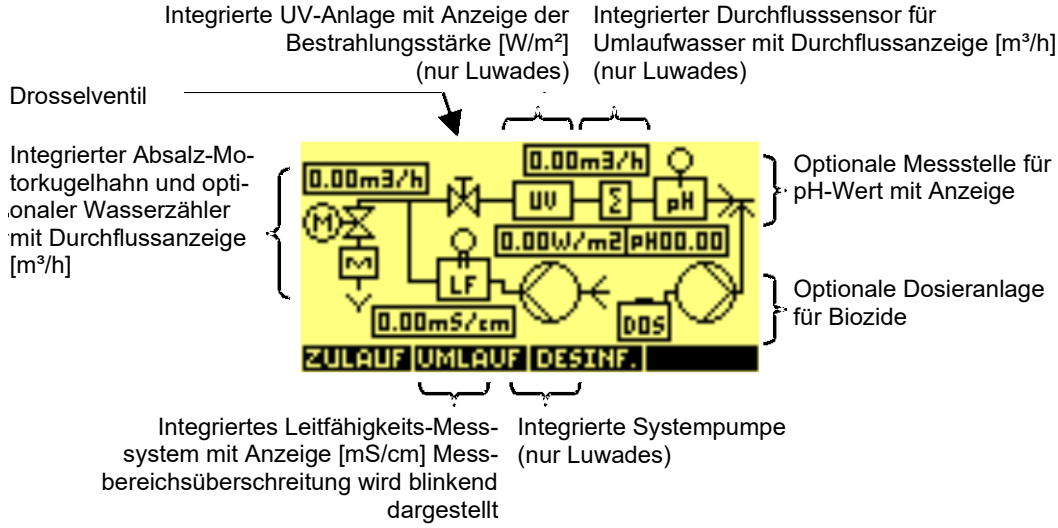 Integrierte UV-Anlage mit Anzeige der
Bestrahlungsstärke [W/m²]
(nur Luwades)
Integrierter Durchflusssensor für
Umlaufwasser mit Durchflussanzeige [m³/h]
(nur Luwades)
Drosselventil
Integrierter Absalz-Mo-
torkugelhahn und opti-
onaler Wasserzähler
mit Durchflussanzeige
[m³/h]
0.00m3/h
0.00m3/h
UV
Σ
pH
M
0.00W/m2
pH00.00
M
LF
DOS
0.00mS/cm
ZULAUF
UMLAUF
DESINF.
Optionale Messstelle für
pH-Wert mit Anzeige
Optionale Dosieranlage
für Biozide
Integriertes Leitfähigkeits-Mess-
system mit Anzeige [mS/cm] Mess-
bereichsüberschreitung wird blinkend
dargestellt
Integrierte Systempumpe
(nur Luwades)